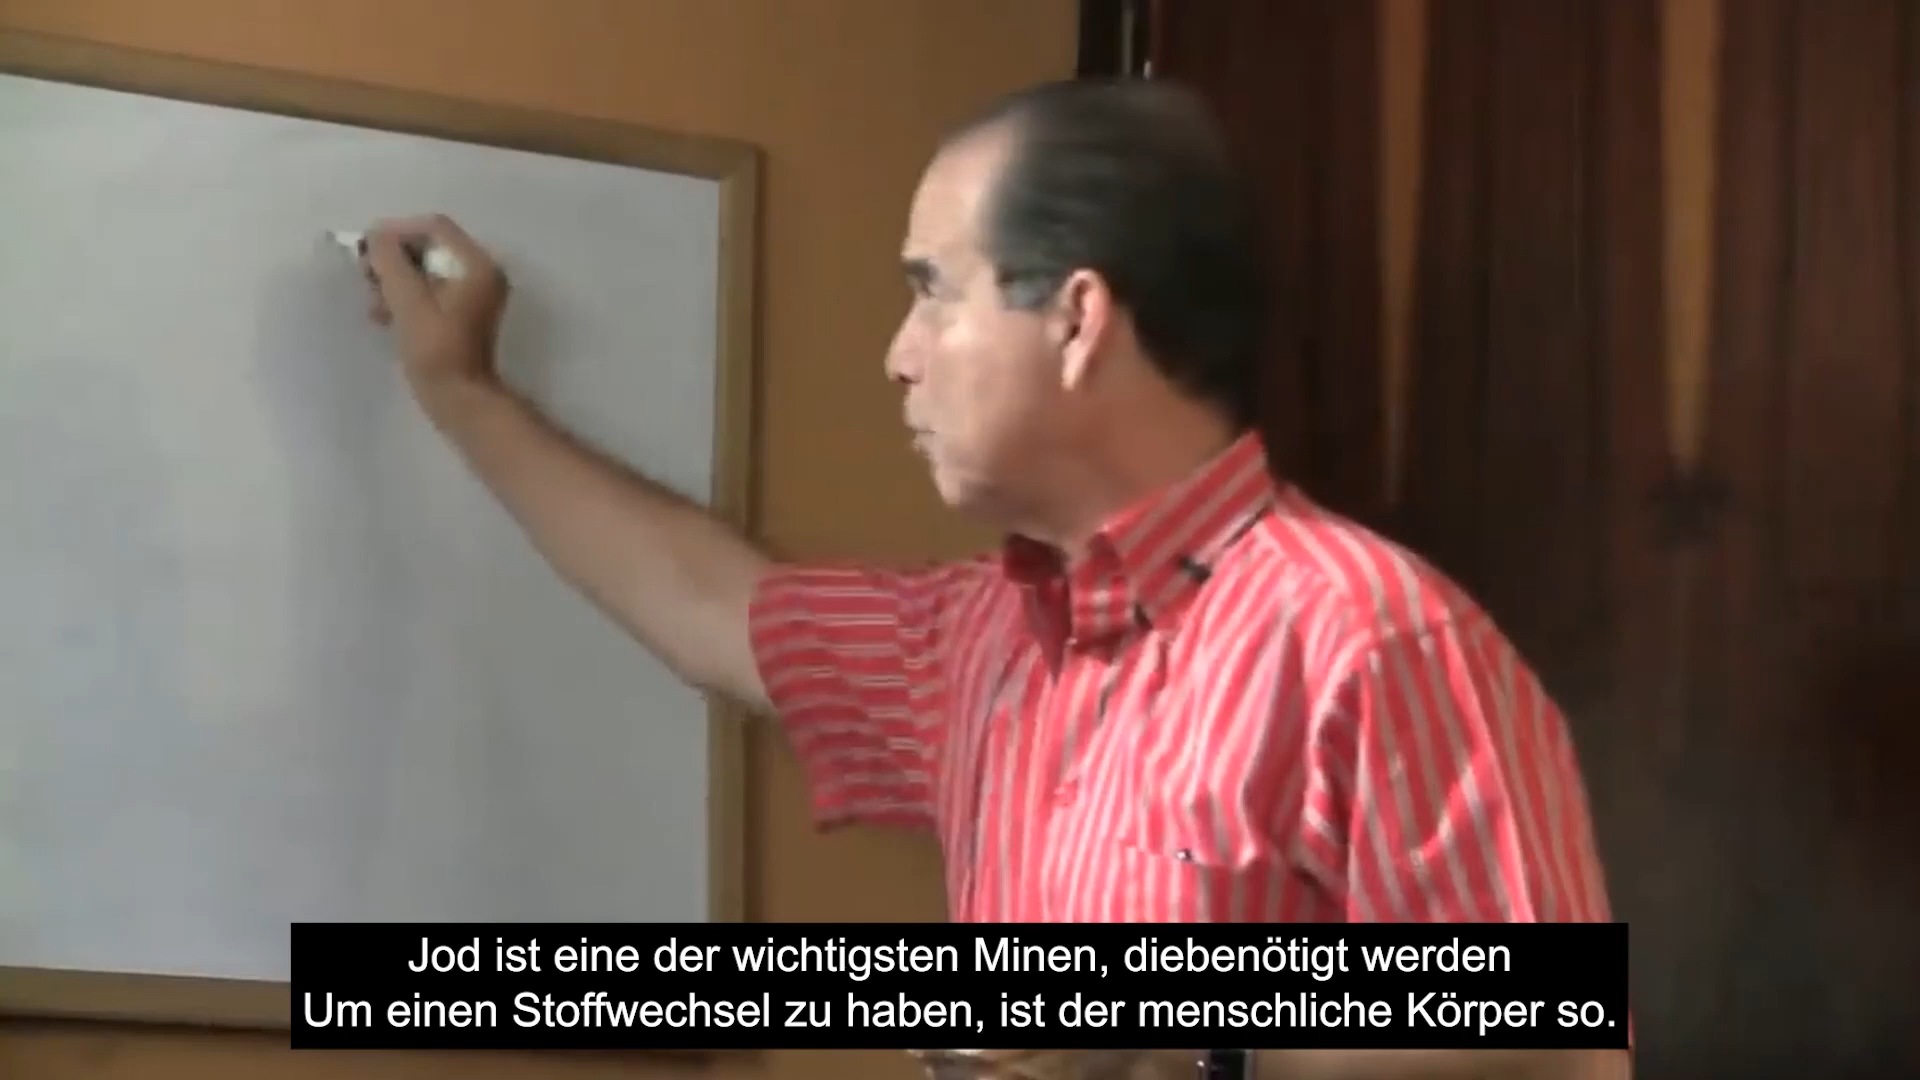 Jod ist eine der wichtigsten Minen, diebenötigt werden
Um einen Stoffwechsel zu haben, ist der menschliche Körper so.